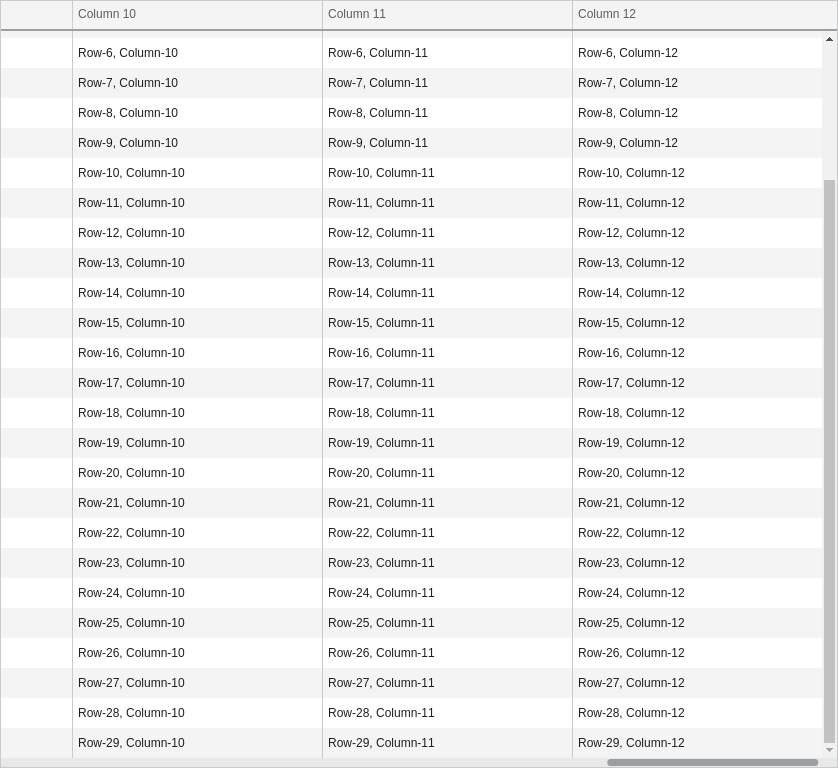 Column 10 Column 11 Column 12
Row-6, Column-10 Row-6, Column-11 Row-6, Column-12
Row-7, Column-10 Row-7, Column-11 Row-7, Column-12
Row-8, Column-10 Row-8, Column-11 Row-8, Column-12
Row-9, Column-10 Row-9, Column-11 Row-9, Column-12
Row-10, Column-10 Row-10, Column-11 Row-10, Column-12
Row-11, Column-10 Row-11, Column-11 Row-11, Column-12
Row-12, Column-10 Row-12, Column-11 Row-12, Column-12
Row-13, Column-10 Row-13, Column-11 Row-13, Column-12
Row-14, Column-10 Row-14, Column-11 Row-14, Column-12
Row-15, Column-10 Row-15, Column-11 Row-15, Column-12
Row-16, Column-10 Row-16, Column-11 Row-16, Column-12
Row-17, Column-10 Row-17, Column-11 Row-17, Column-12
Row-18, Column-10 Row-18, Column-11 Row-18, Column-12
Row-19, Column-10 Row-19, Column-11 Row-19, Column-12
Row-20, Column-10 Row-20, Column-11 Row-20, Column-12
Row-21, Column-10 Row-21, Column-11 Row-21, Column-12
Row-22, Column-10 Row-22, Column-11 Row-22, Column-12
Row-23, Column-10 Row-23, Column-11 Row-23, Column-12
Row-24, Column-10 Row-24, Column-11 Row-24, Column-12
Row-25, Column-10 Row-25, Column-11 Row-25, Column-12
Row-26, Column-10 Row-26, Column-11 Row-26, Column-12
Row-27, Column-10 Row-27, Column-11 Row-27, Column-12
Row-28, Column-10 Row-28, Column-11 Row-28, Column-12
Row-29, Column-10 Row-29, Column-11 Row-29, Column-12